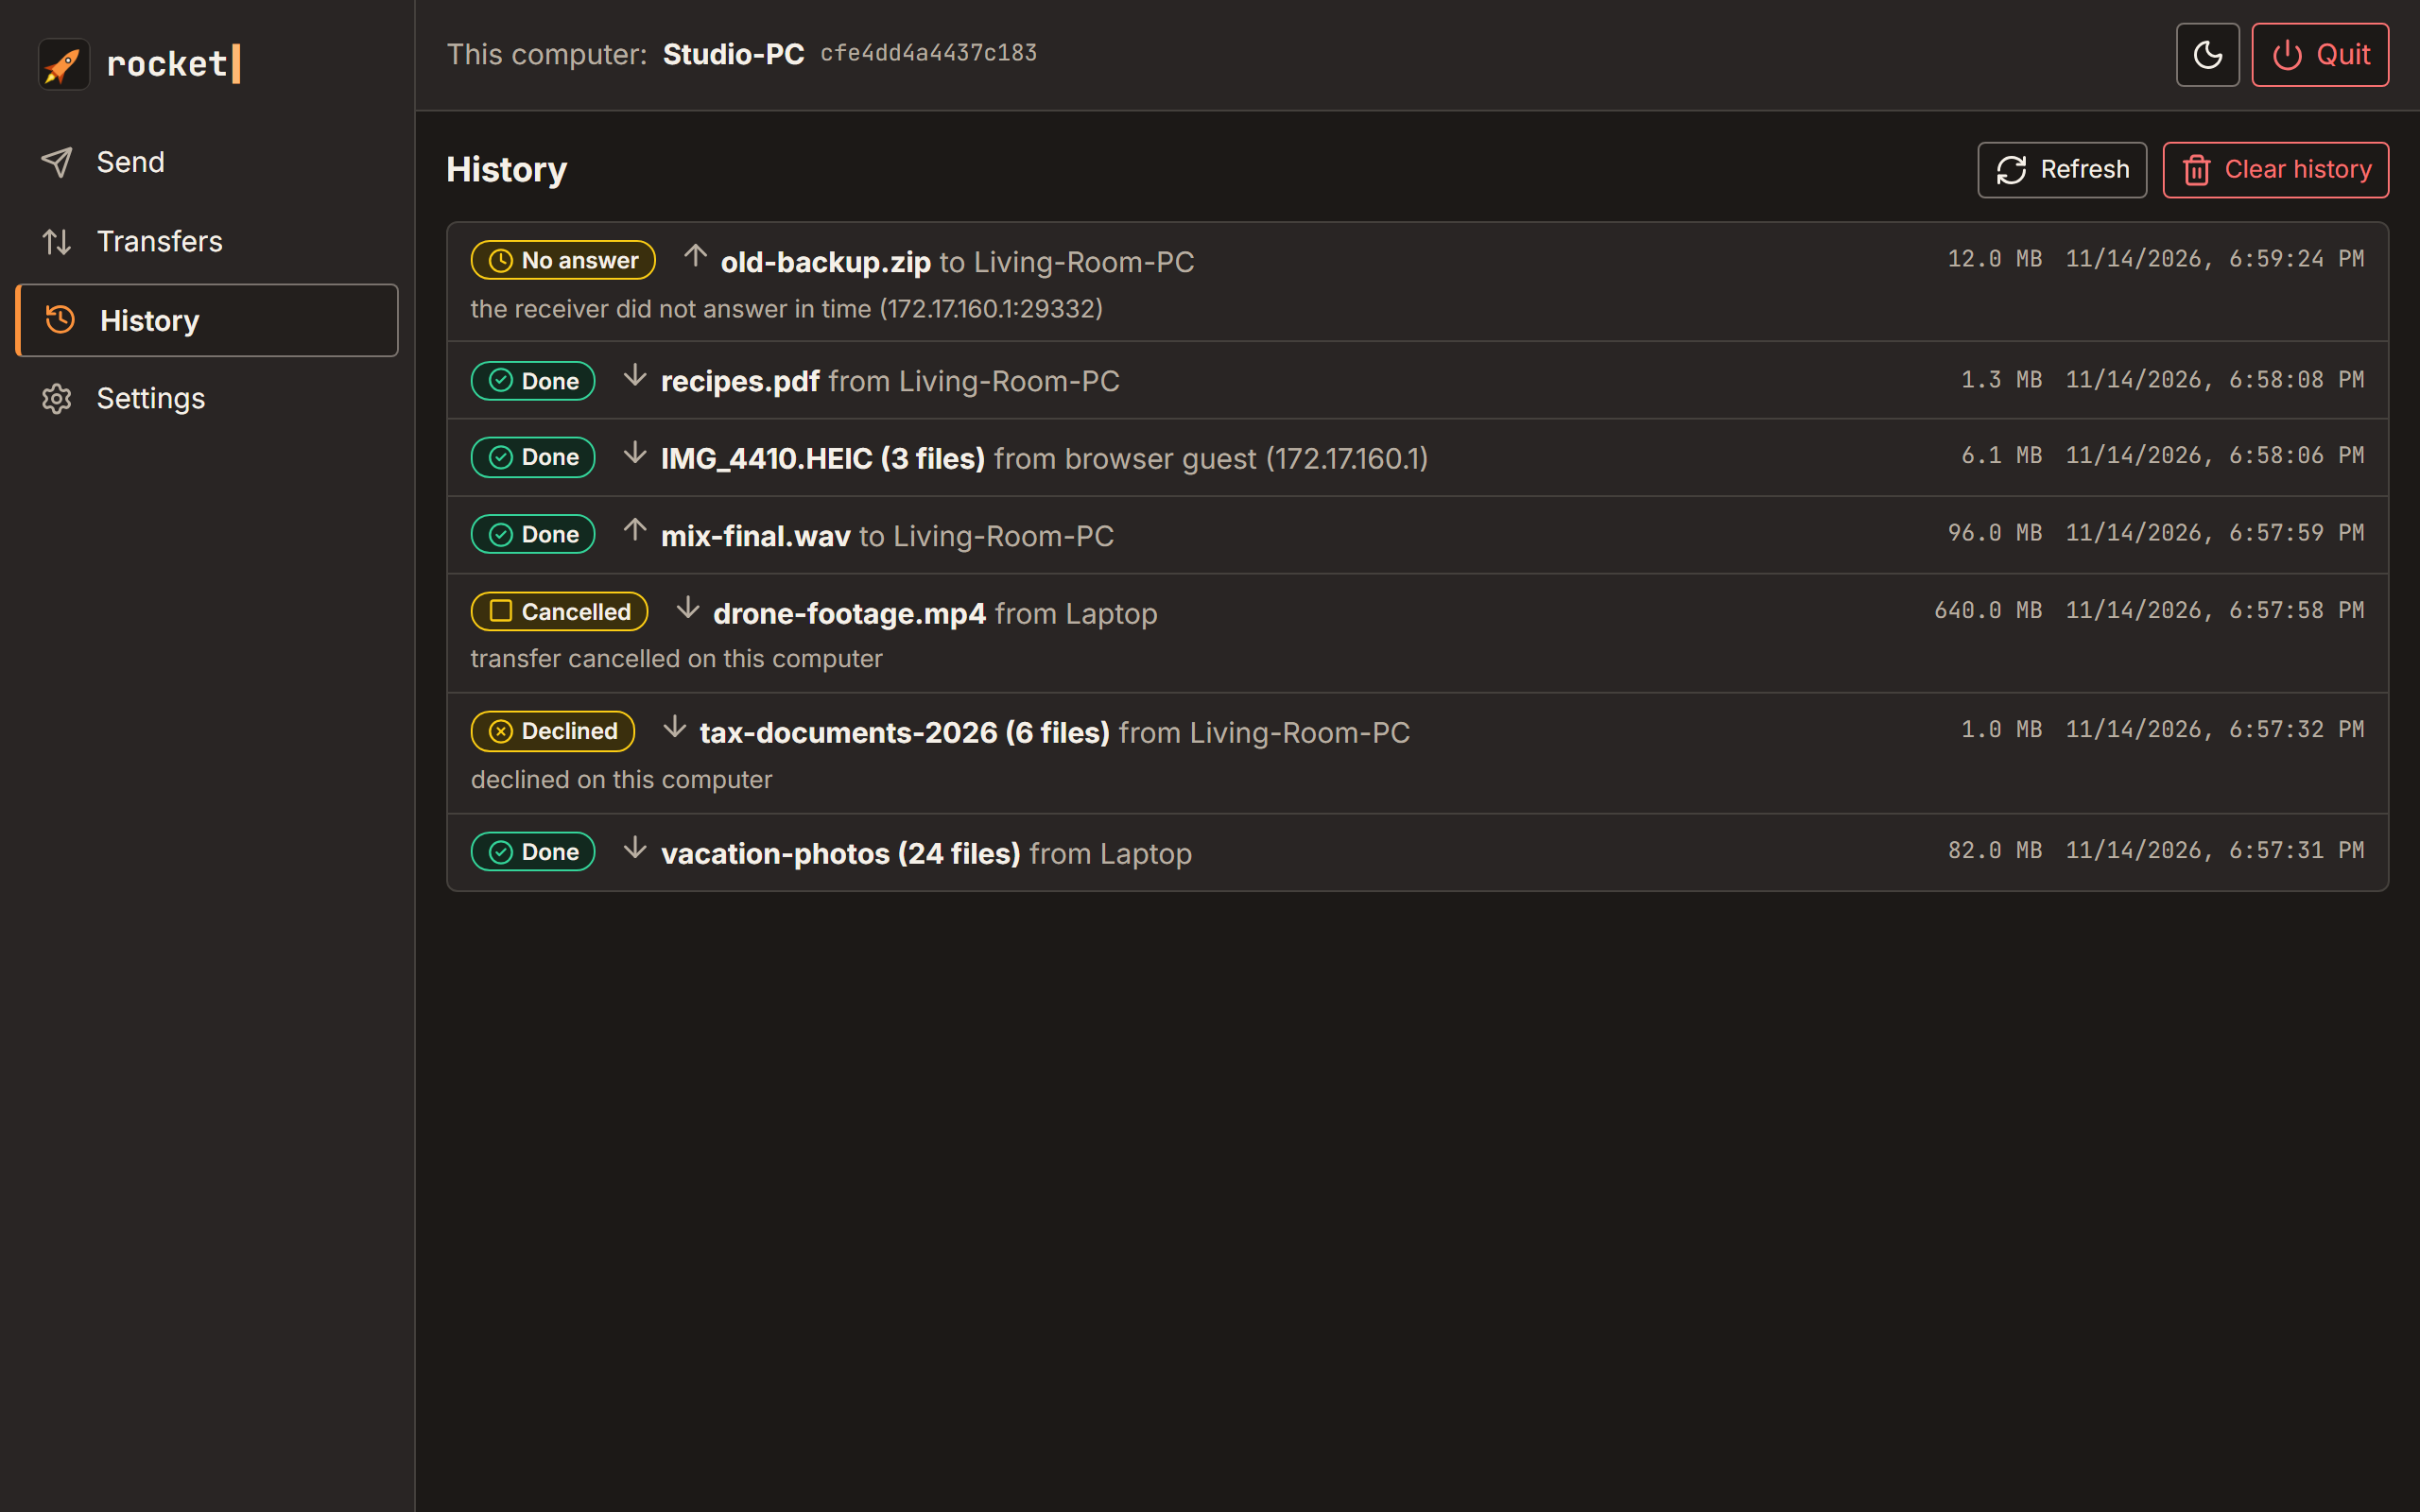 rocket
This computer: Studio-PC cfe4dd4a4437c183
Quit
Send
Transfers
History
Settings
History
Refresh
Clear history
No answer old-backup.zip to Living-Room-PC 12.0 MB 11/14/2026, 6:59:24 PM
the receiver did not answer in time (172.17.160.1:29332)
Done recipes.pdf from Living-Room-PC 1.3 MB 11/14/2026, 6:58:08 PM
Done IMG_4410.HEIC (3 files) from browser guest (172.17.160.1) 6.1 MB 11/14/2026, 6:58:06 PM
Done mix-final.wav to Living-Room-PC 96.0 MB 11/14/2026, 6:57:59 PM
Cancelled drone-footage.mp4 from Laptop 640.0 MB 11/14/2026, 6:57:58 PM
transfer cancelled on this computer
Declined tax-documents-2026 (6 files) from Living-Room-PC 1.0 MB 11/14/2026, 6:57:32 PM
declined on this computer
Done vacation-photos (24 files) from Laptop 82.0 MB 11/14/2026, 6:57:31 PM